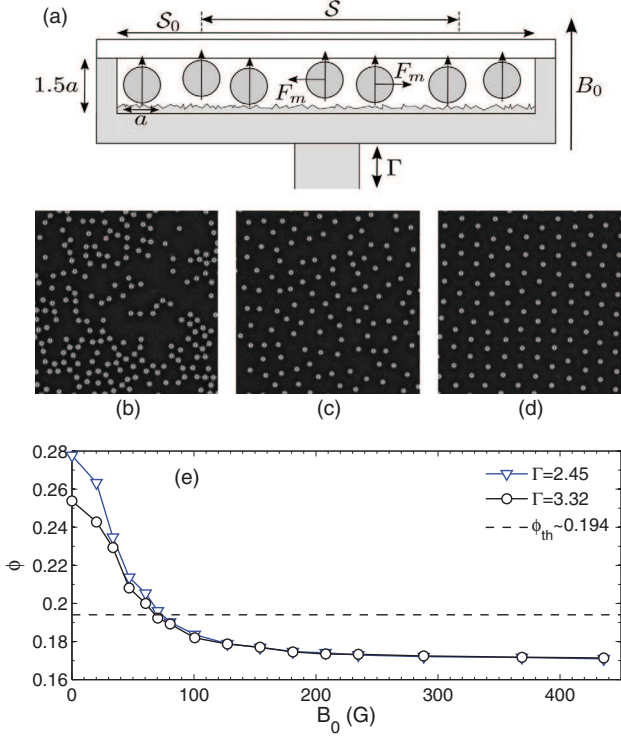 (a)
𝒮₀
𝒮
1.5a
Fₘ
Fₘ
B₀
a
Γ
(b)
(c)
(d)
(e)
Γ=2.45
Γ=3.32
ϕth~0.194
0.28
0.26
0.24
0.22
0.2
0.18
0.16
ϕ
0
100
200
300
400
B₀ (G)